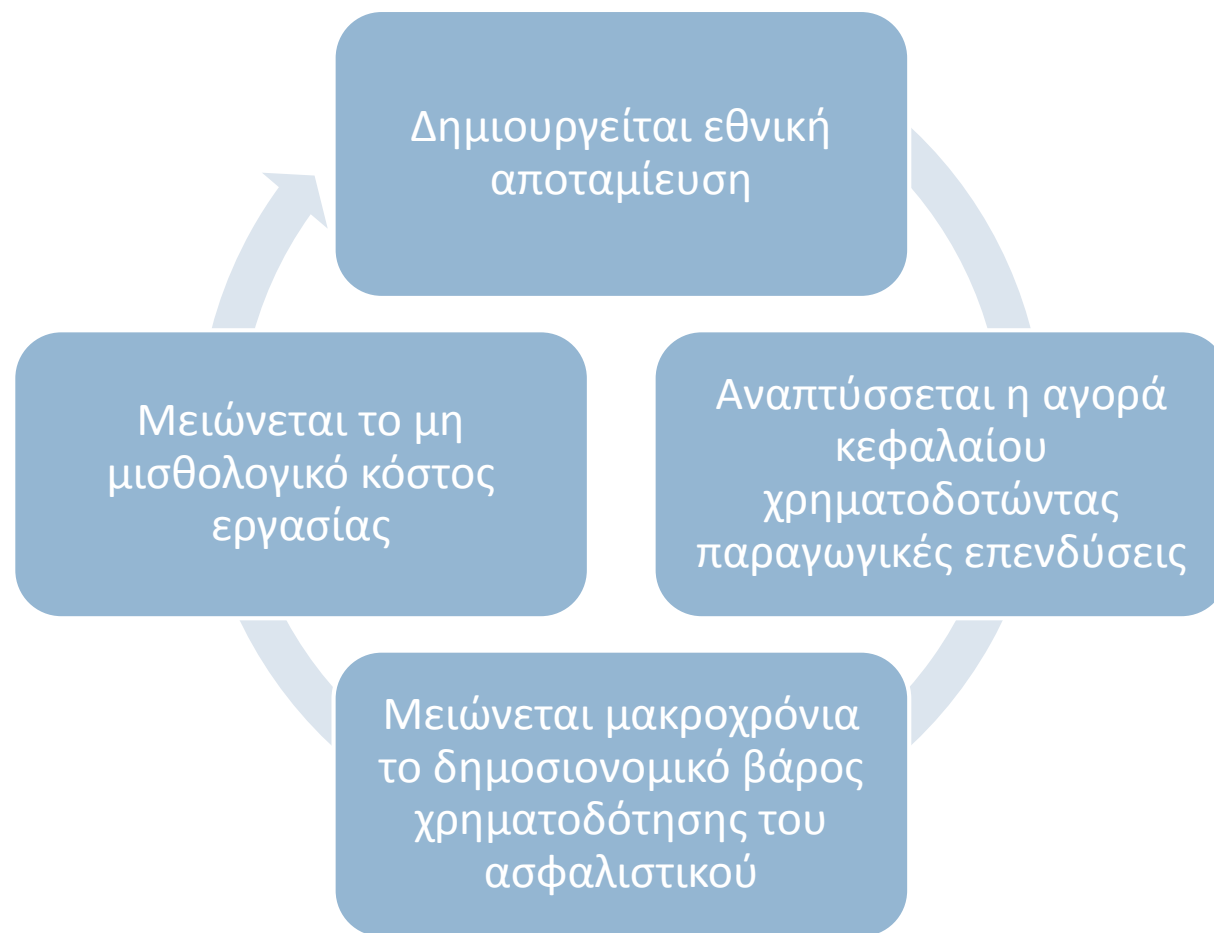 Δημιουργείται εθνική
αποταμίευση
Αναπτύσσεται η αγορά
κεφαλαίου
χρηματοδοτώντας
παραγωγικές επενδύσεις
Μειώνεται μακροχρόνια
το δημοσιονομικό βάρος
χρηματοδότησης του
ασφαλιστικού
Μειώνεται το μη
μισθολογικό κόστος
εργασίας